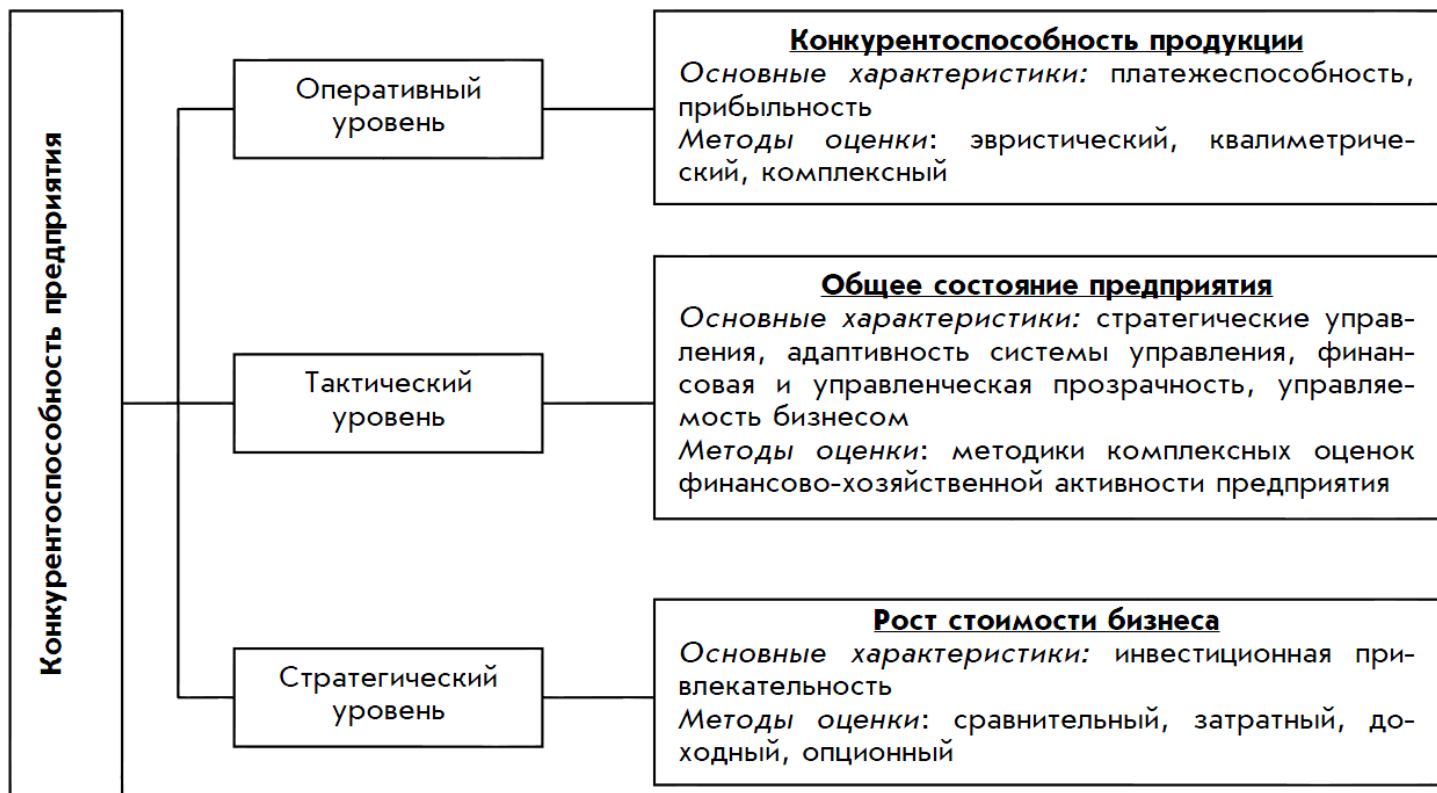 Конкурентоспособность предприятия
Оперативный
уровень
Конкурентоспособность продукции
Основные характеристики: платежеспособность,
прибыльность
Методы оценки: эвристический, квалиметриче-
ский, комплексный
Тактический
уровень
Общее состояние предприятия
Основные характеристики: стратегические управ-
ления, адаптивность системы управления, финан-
совая и управленческая прозрачность, управляе-
мость бизнесом
Методы оценки: методики комплексных оценок
финансово-хозяйственной активности предприятия
Стратегический
уровень
Рост стоимости бизнеса
Основные характеристики: инвестиционная при-
влекательность
Методы оценки: сравнительный, затратный, до-
ходный, опционный